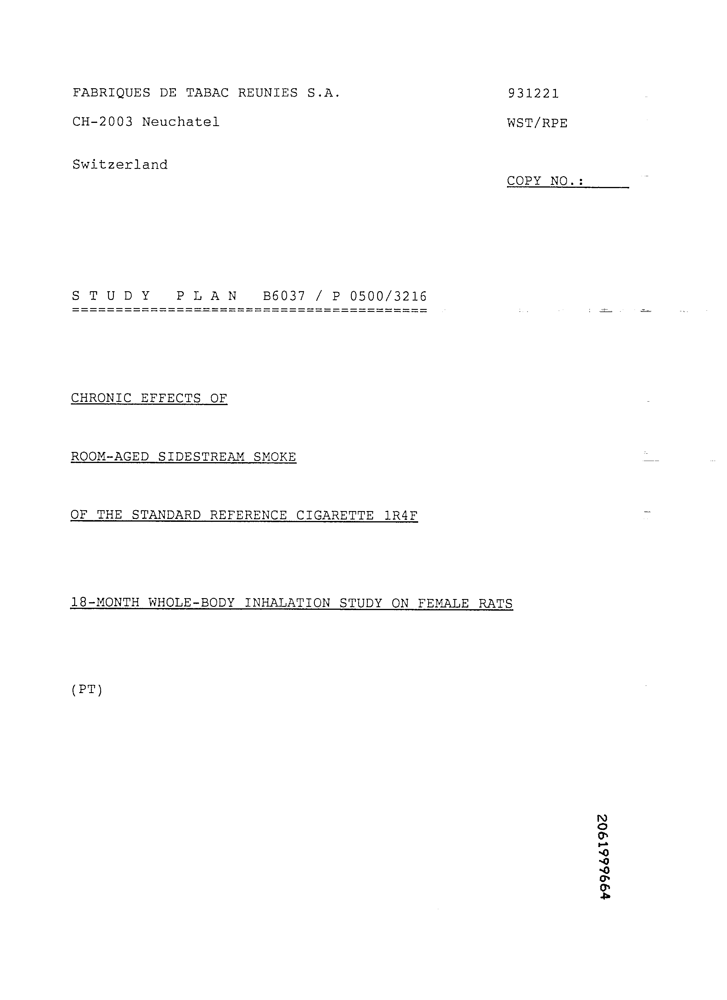 FABRIQUES DE TABAC REUNIES S.A.
931221
CH-2003 Neuchatel
WST/RPE
Switzerland
COPY NO.:
S T U D Y P L A N B6037 / P 0500/3216
========================================
CHRONIC EFFECTS OF
ROOM-AGED SIDESTREAM SMOKE
OF THE STANDARD REFERENCE CIGARETTE 1R4F
18-MONTH WHOLE-BODY INHALATION STUDY ON FEMALE RATS
(PT)
2061999664